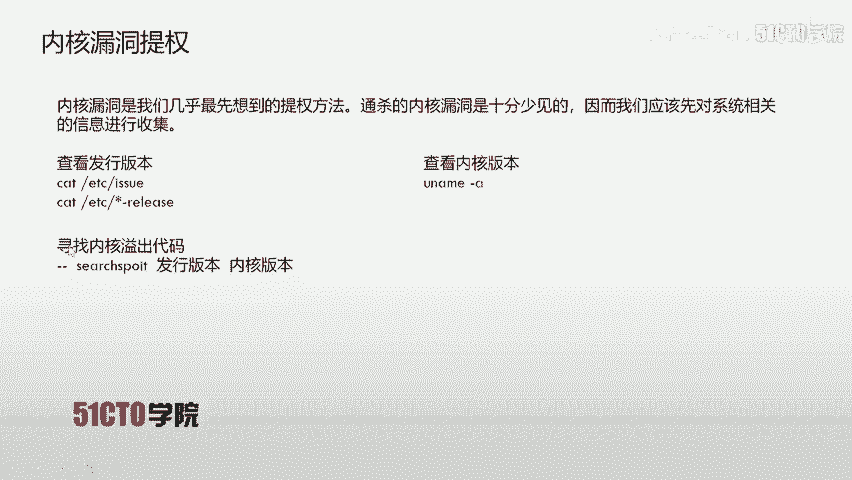 内核漏洞提权
51CTO学院
内核漏洞是我们几乎最先想到的提权方法。通杀的内核漏洞是十分少见的，因而我们应该先对系统相关
的信息进行收集。
查看发行版本
cat /etc/issue
cat /etc/*-release
查看内核版本
uname -a
寻找内核溢出代码
-- searchspoit 发行版本 内核版本
51CTO学院